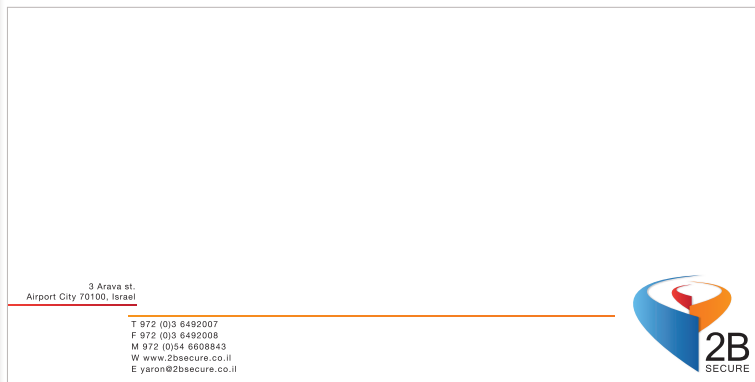 3 Arava st.
Airport City 70100, Israel
T 972 (0)3 6492007
F 972 (0)3 6492008
M 972 (0)54 6608843
W www.2bsecure.co.il
E yaron@2bsecure.co.il
2B
SECURE